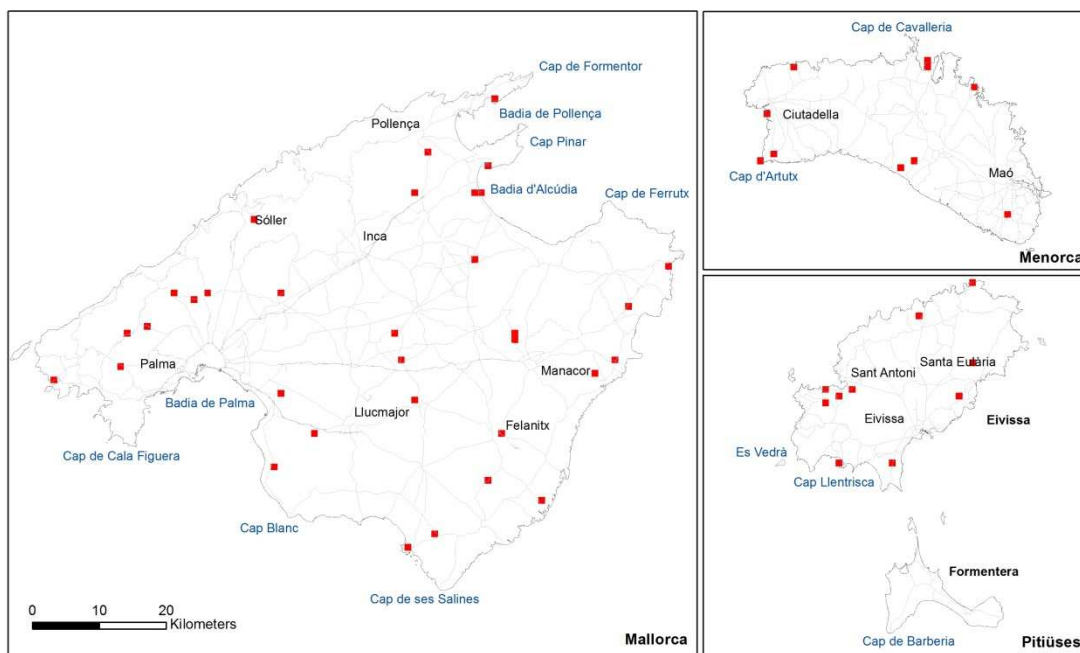 Cap de Formentor
Badia de Pollença
Pollença
Cap Pinar
Badia d'Alcúdia
Cap de Ferrutx
Sóller
Inca
Palma
Manacor
Badia de Palma
Llucmajor
Felanitx
Cap de Cala Figuera
Cap Blanc
Cap de ses Salines
0 10 20
Kilometers
Mallorca
Cap de Cavalleria
Ciutadella
Cap d'Artutx
Maó
Menorca
Santa Eulària
Sant Antoni
Eivissa
Eivissa
Es Vedrà
Cap Llentrisca
Formentera
Cap de Barberia
Pitiüses